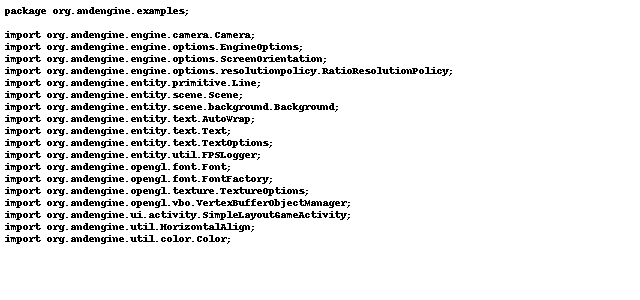 package org.andengine.examples;

import org.andengine.engine.camera.Camera;
import org.andengine.engine.options.EngineOptions;
import org.andengine.engine.options.ScreenOrientation;
import org.andengine.engine.options.resolutionpolicy.RatioResolutionPolicy;
import org.andengine.entity.primitive.Line;
import org.andengine.entity.scene.Scene;
import org.andengine.entity.scene.background.Background;
import org.andengine.entity.text.AutoWrap;
import org.andengine.entity.text.Text;
import org.andengine.entity.text.TextOptions;
import org.andengine.entity.util.FPSLogger;
import org.andengine.opengl.font.Font;
import org.andengine.opengl.font.FontFactory;
import org.andengine.opengl.texture.TextureOptions;
import org.andengine.opengl.vbo.VertexBufferObjectManager;
import org.andengine.ui.activity.SimpleLayoutGameActivity;
import org.andengine.util.HorizontalAlign;
import org.andengine.util.color.Color;